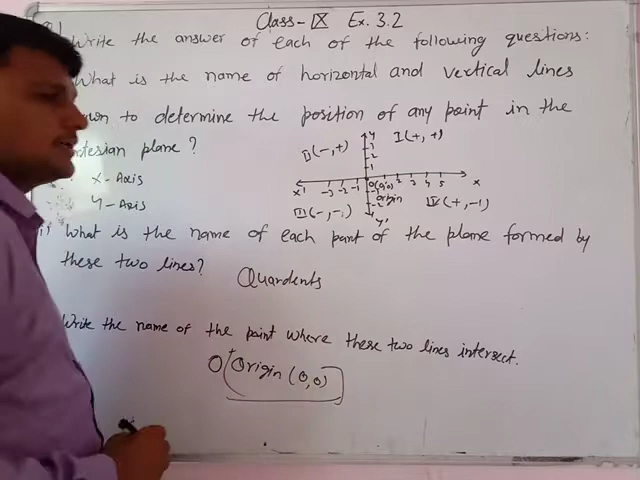 Class-IX Ex. 3.2
Write the answer of each of the following questions:
What is the name of horizontal and vertical lines
to determine the position of any point in the
plane?
X-Axis
Y-Axis
II(-,+) I(+,+)
III(-,-) IV(+,-)
-3 -2 -1 1 2 3 4 5 x
Origin
What is the name of each part of the plane formed by
these two lines?
Quardents
Write the name of the point where these two lines intersect.
O Origin (0,0)